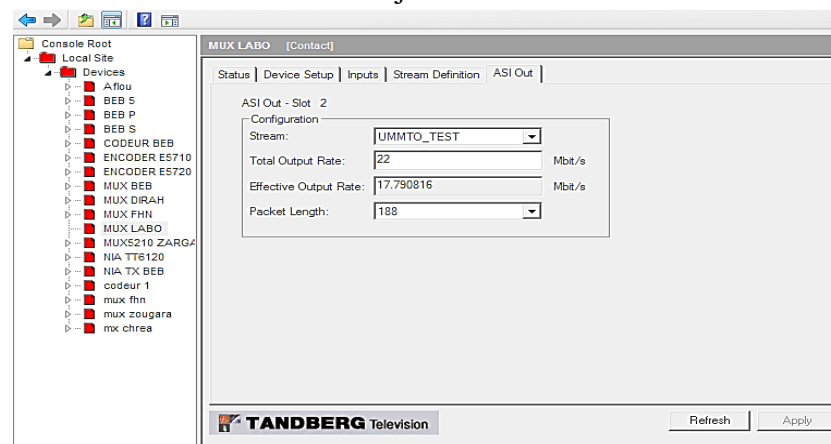 Console Root
Local Site
Devices
Aflou
BEB 5
BEB P
BEB S
CODEUR BEB
ENCODER E5710
ENCODER E5720
MUX BEB
MUX DIRAH
MUX FHN
MUX LABO
MUX5210 ZARGA
NIA TT6120
NIA TX BEB
codeur 1
mux fhn
mux zougara
mx chrea
MUX LABO [Contact]
Status Device Setup Inputs Stream Definition ASI Out
ASI Out - Slot 2
Configuration
Stream: UMMTO_TEST
Total Output Rate: 22 Mbit/s
Effective Output Rate: 17.790816 Mbit/s
Packet Length: 188
TANDBERG Television
Refresh Apply